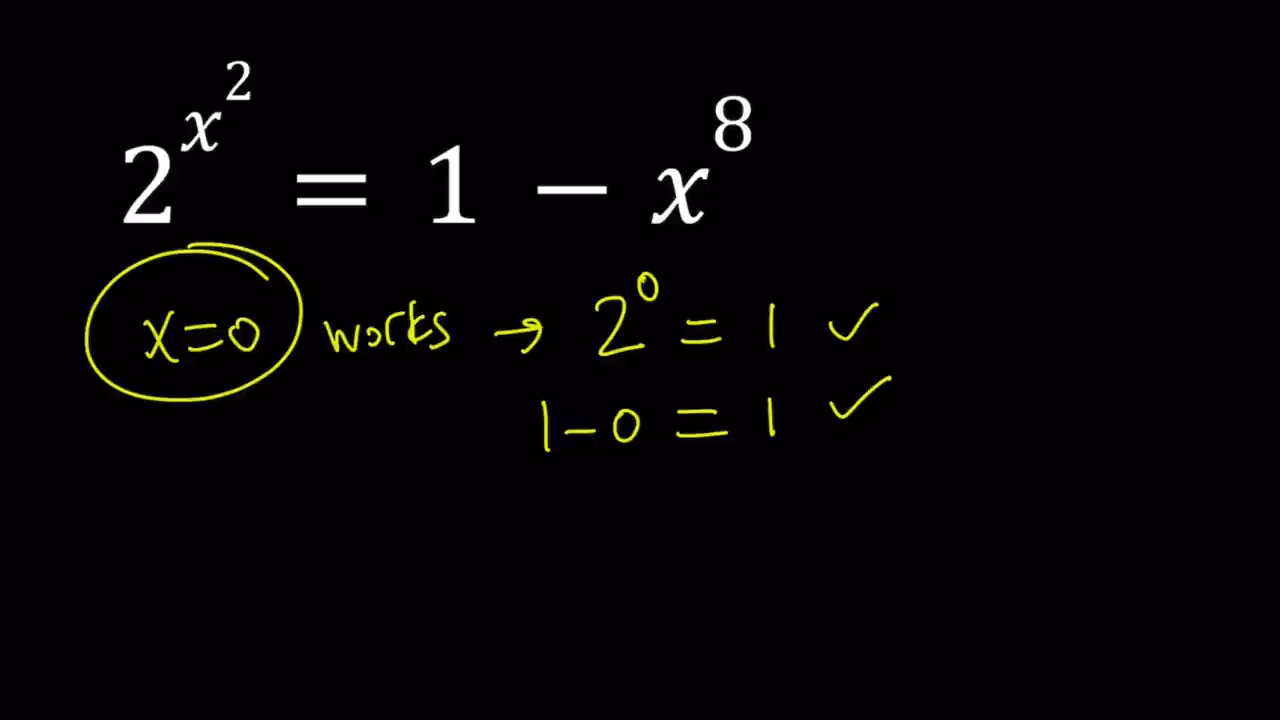 2^{x^2} = 1 − x^8
x=0 works → 2^0 = 1 ✓
1−0 = 1 ✓